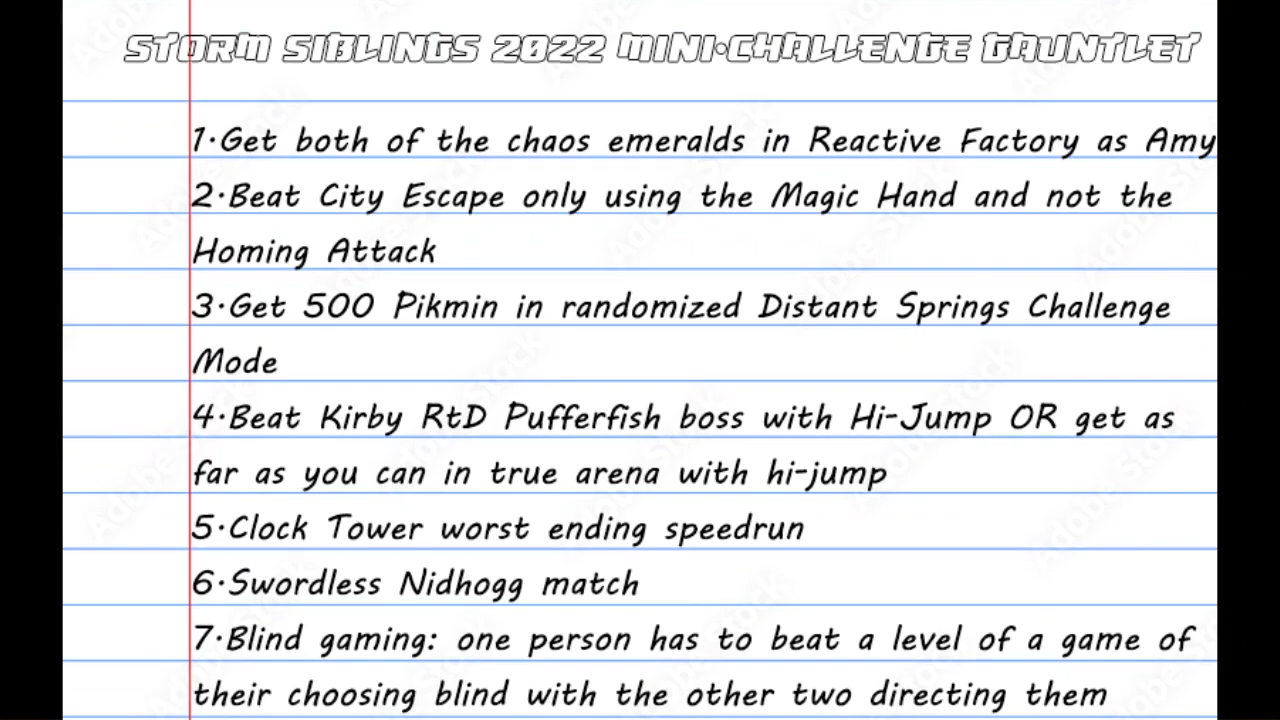 STORM SIBLINGS 2022 MINI-CHALLENGE GAUNTLET
1.Get both of the chaos emeralds in Reactive Factory as Amy
2.Beat City Escape only using the Magic Hand and not the
Homing Attack
3.Get 500 Pikmin in randomized Distant Springs Challenge
Mode
4.Beat Kirby RtD Pufferfish boss with Hi-Jump OR get as
far as you can in true arena with hi-jump
5.Clock Tower worst ending speedrun
6.Swordless Nidhogg match
7.Blind gaming: one person has to beat a level of a game of
their choosing blind with the other two directing them